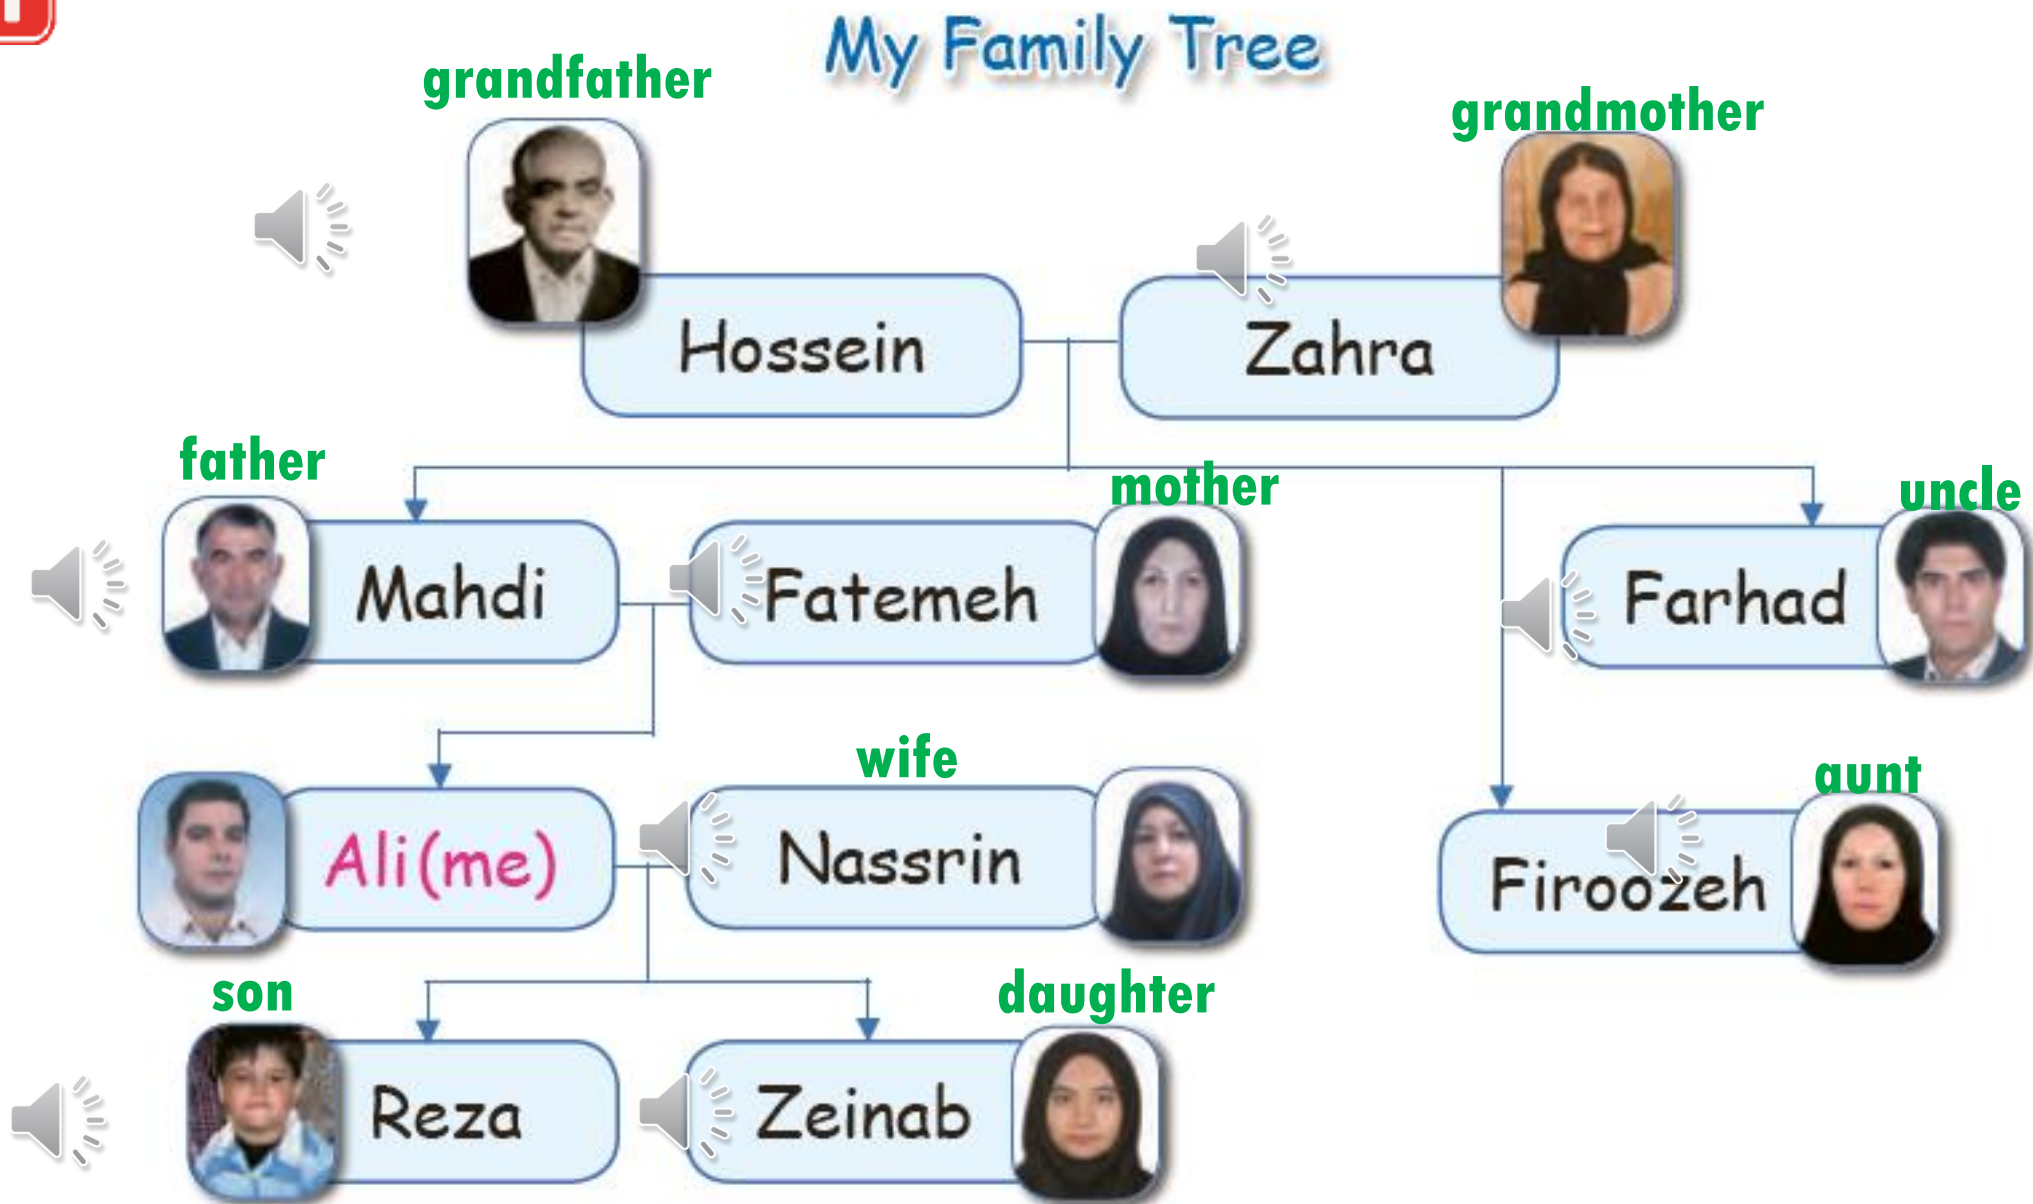 My Family Tree
grandfather
grandmother
Hossein
Zahra
father
mother
uncle
Mahdi
Fatemeh
Farhad
wife
aunt
Ali(me)
Nassrin
Firoozeh
son
daughter
Reza
Zeinab